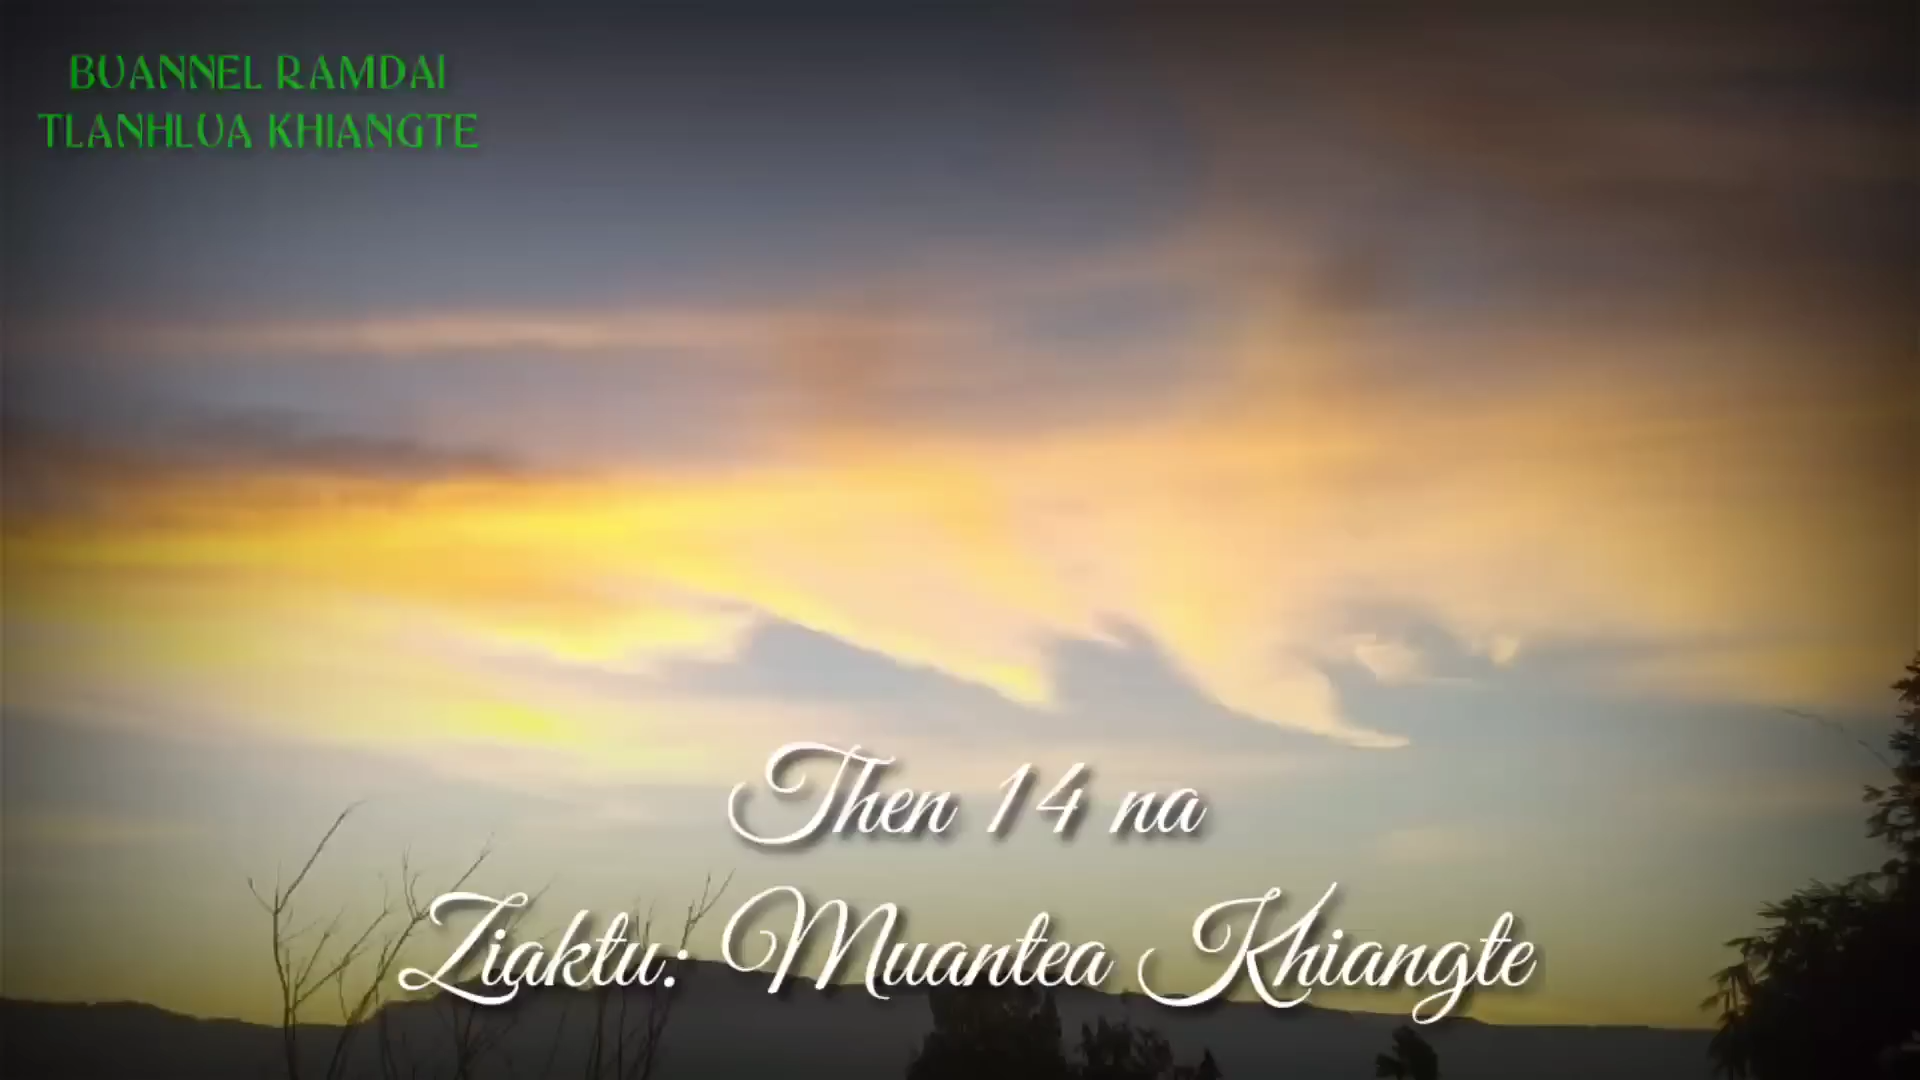 BUANNEL RAMDAI
TLANHLUA KHIANGTE
Then 14 na
Ziaktu: Muantea Khiangte